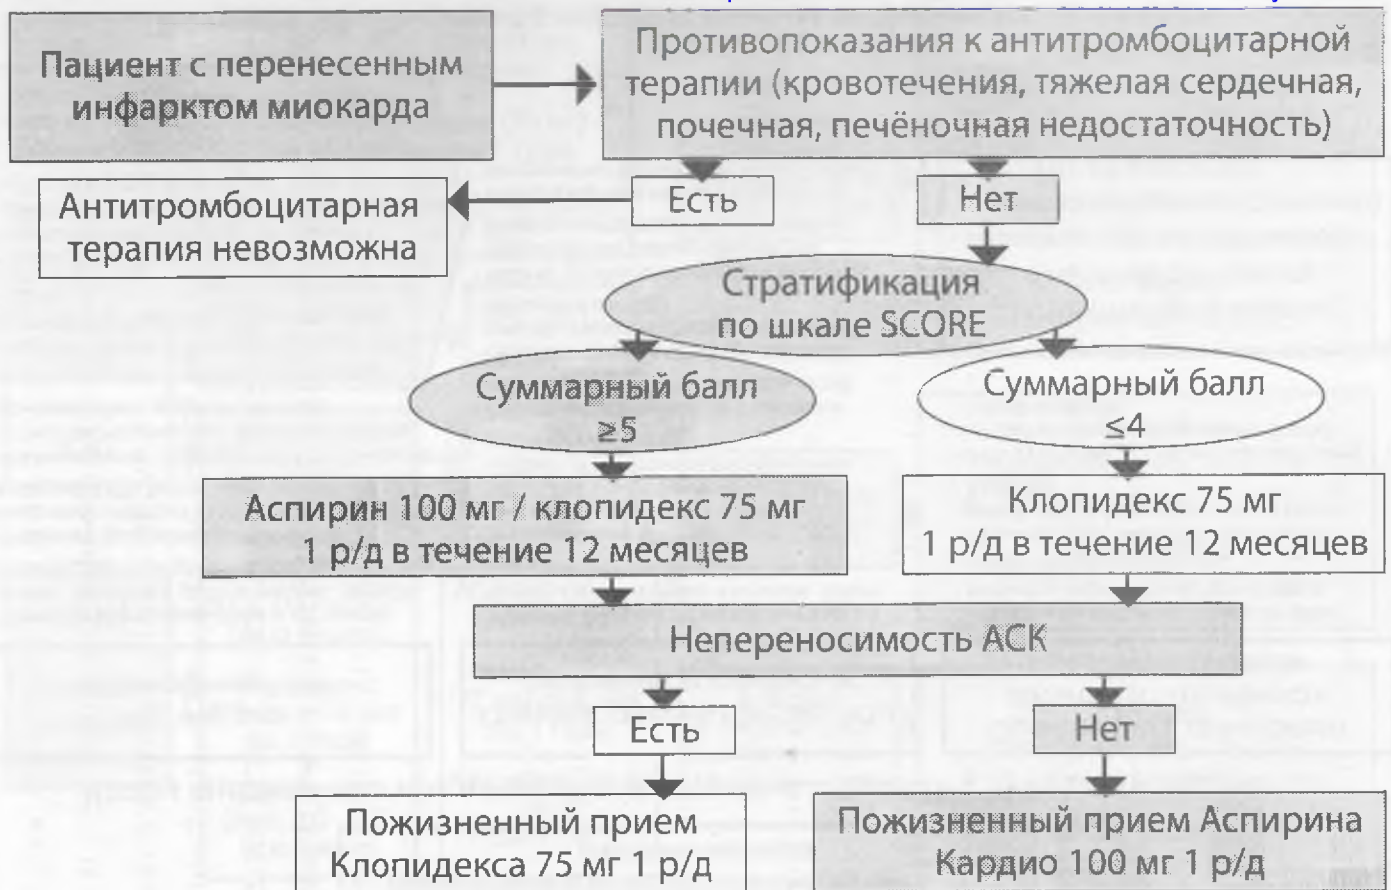 Пациент с перенесенным
инфарктом миокарда
Противопоказания к антитромбоцитарной
терапии (кровотечения, тяжелая сердечная,
почечная, печёночная недостаточность)
Есть
Нет
Антитромбоцитарная
терапия невозможна
Стратификация
по шкале SCORE
Суммарный балл
≥5
Суммарный балл
≤4
Аспирин 100 мг / клопидекс 75 мг
1 р/д в течение 12 месяцев
Клопидекс 75 мг
1 р/д в течение 12 месяцев
Непереносимость АСК
Есть
Нет
Пожизненный прием
Клопидекса 75 мг 1 р/д
Пожизненный прием Аспирина
Кардио 100 мг 1 р/д